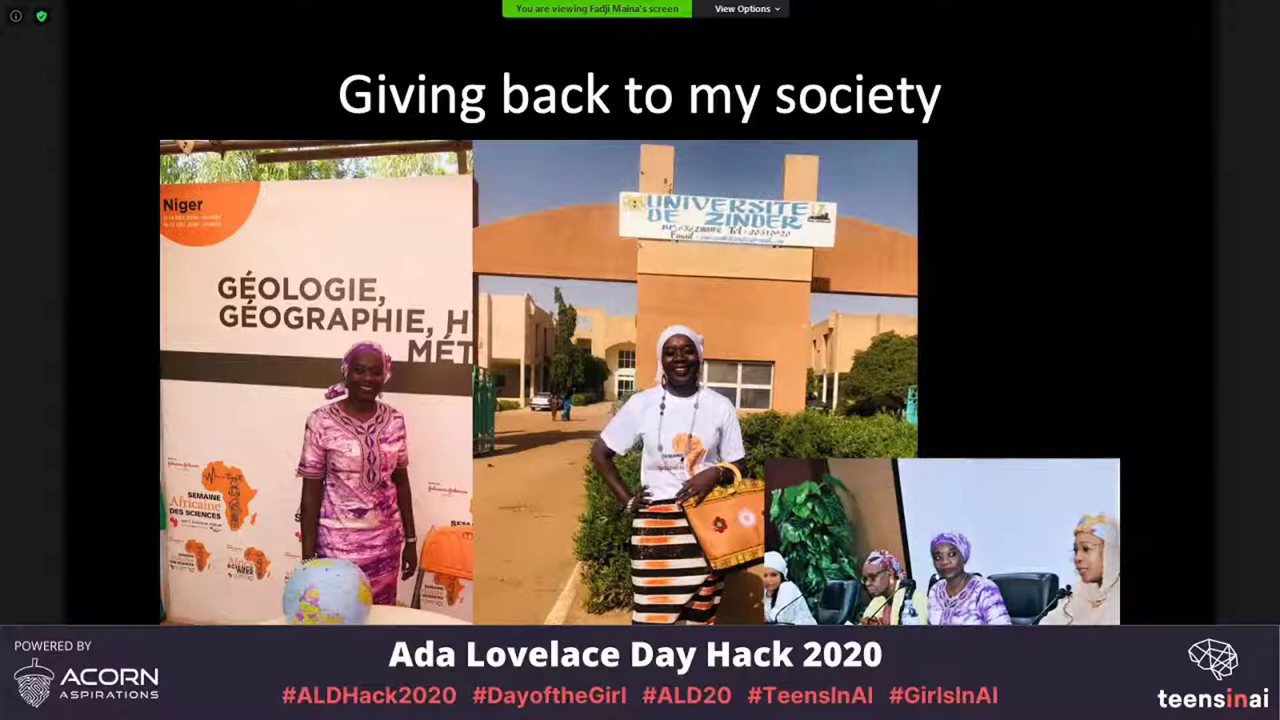 You are viewing Fadji Maina's screen
View Options
Giving back to my society
Niger
GÉOLOGIE,
GÉOGRAPHIE, H
MÉT
SEMAINE
Africaine
DES SCIENCES
UNIVERSITE
DE ZINDER
Email
POWERED BY
ACORN
ASPIRATIONS
Ada Lovelace Day Hack 2020
#ALDHack2020 #DayoftheGirl #ALD20 #TeensInAI #GirlsInAI
teensinai